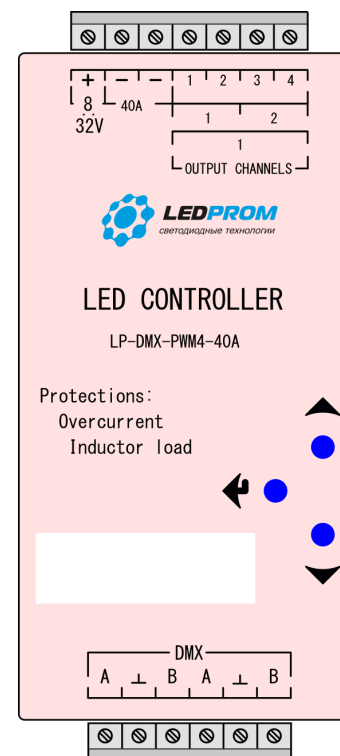 + − − 1 2 3 4
8 40A
32V
1 2
1
OUTPUT CHANNELS
LEDPROM
светодиодные технологии
LED CONTROLLER
LP-DMX-PWM4-40A
Protections:
Overcurrent
Inductor load
DMX
A ⊥ B A ⊥ B